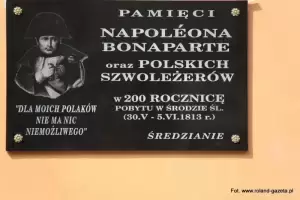 PAMIĘCI
NAPOLÉONA
BONAPARTE
oraz POLSKICH
SZWOLEŻERÓW
w 200 ROCZNICĘ
POBYTU W ŚRODZIE ŚL.
(30.V - 5.VI.1813 r.)
ŚREDZIANIE
"DLA MOICH POLAKÓW
NIE MA NIC
NIEMOŻLIWEGO"
Fot. www.roland-gazeta.pl